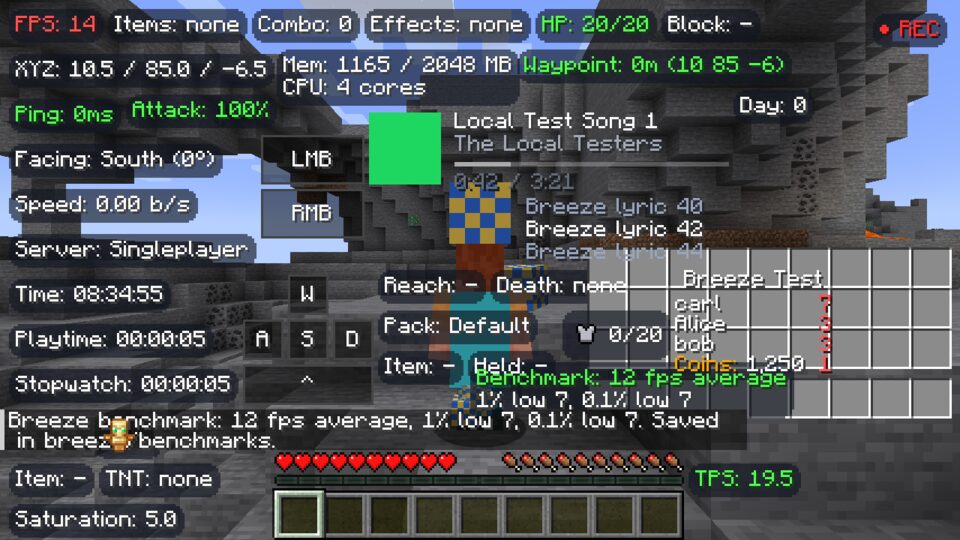 FPS: 14 Items: none Combo: 0 Effects: none HP: 20/20 Block: - REC
XYZ: 10.5 / 85.0 / -6.5 Mem: 1165 / 2048 MB Waypoint: 0m (10 85 -6)
CPU: 4 cores
Ping: 0ms Attack: 100% Day: 0
Local Test Song 1
The Local Testers
Facing: South (0°) LMB
0:42 / 3:21
Speed: 0.00 b/s RMB
Breeze lyric 40
Breeze lyric 42
Breeze lyric 44
Server: Singleplayer
Reach: - Death: none
Breeze Test
Time: 08:34:55 W
carl 7
Alice 3
bob 3
Coins: 1,250 1
Pack: Default 0/20
Playtime: 00:00:05 A S D
Item: - Held: -
Stopwatch: 00:00:05 ^
Benchmark: 12 fps average
1% low 7, 0.1% low 7
Breeze benchmark: 12 fps average, 1% low 7, 0.1% low 7. Saved
in breeze benchmarks.
Item: - TNT: none TPS: 19.5
Saturation: 5.0